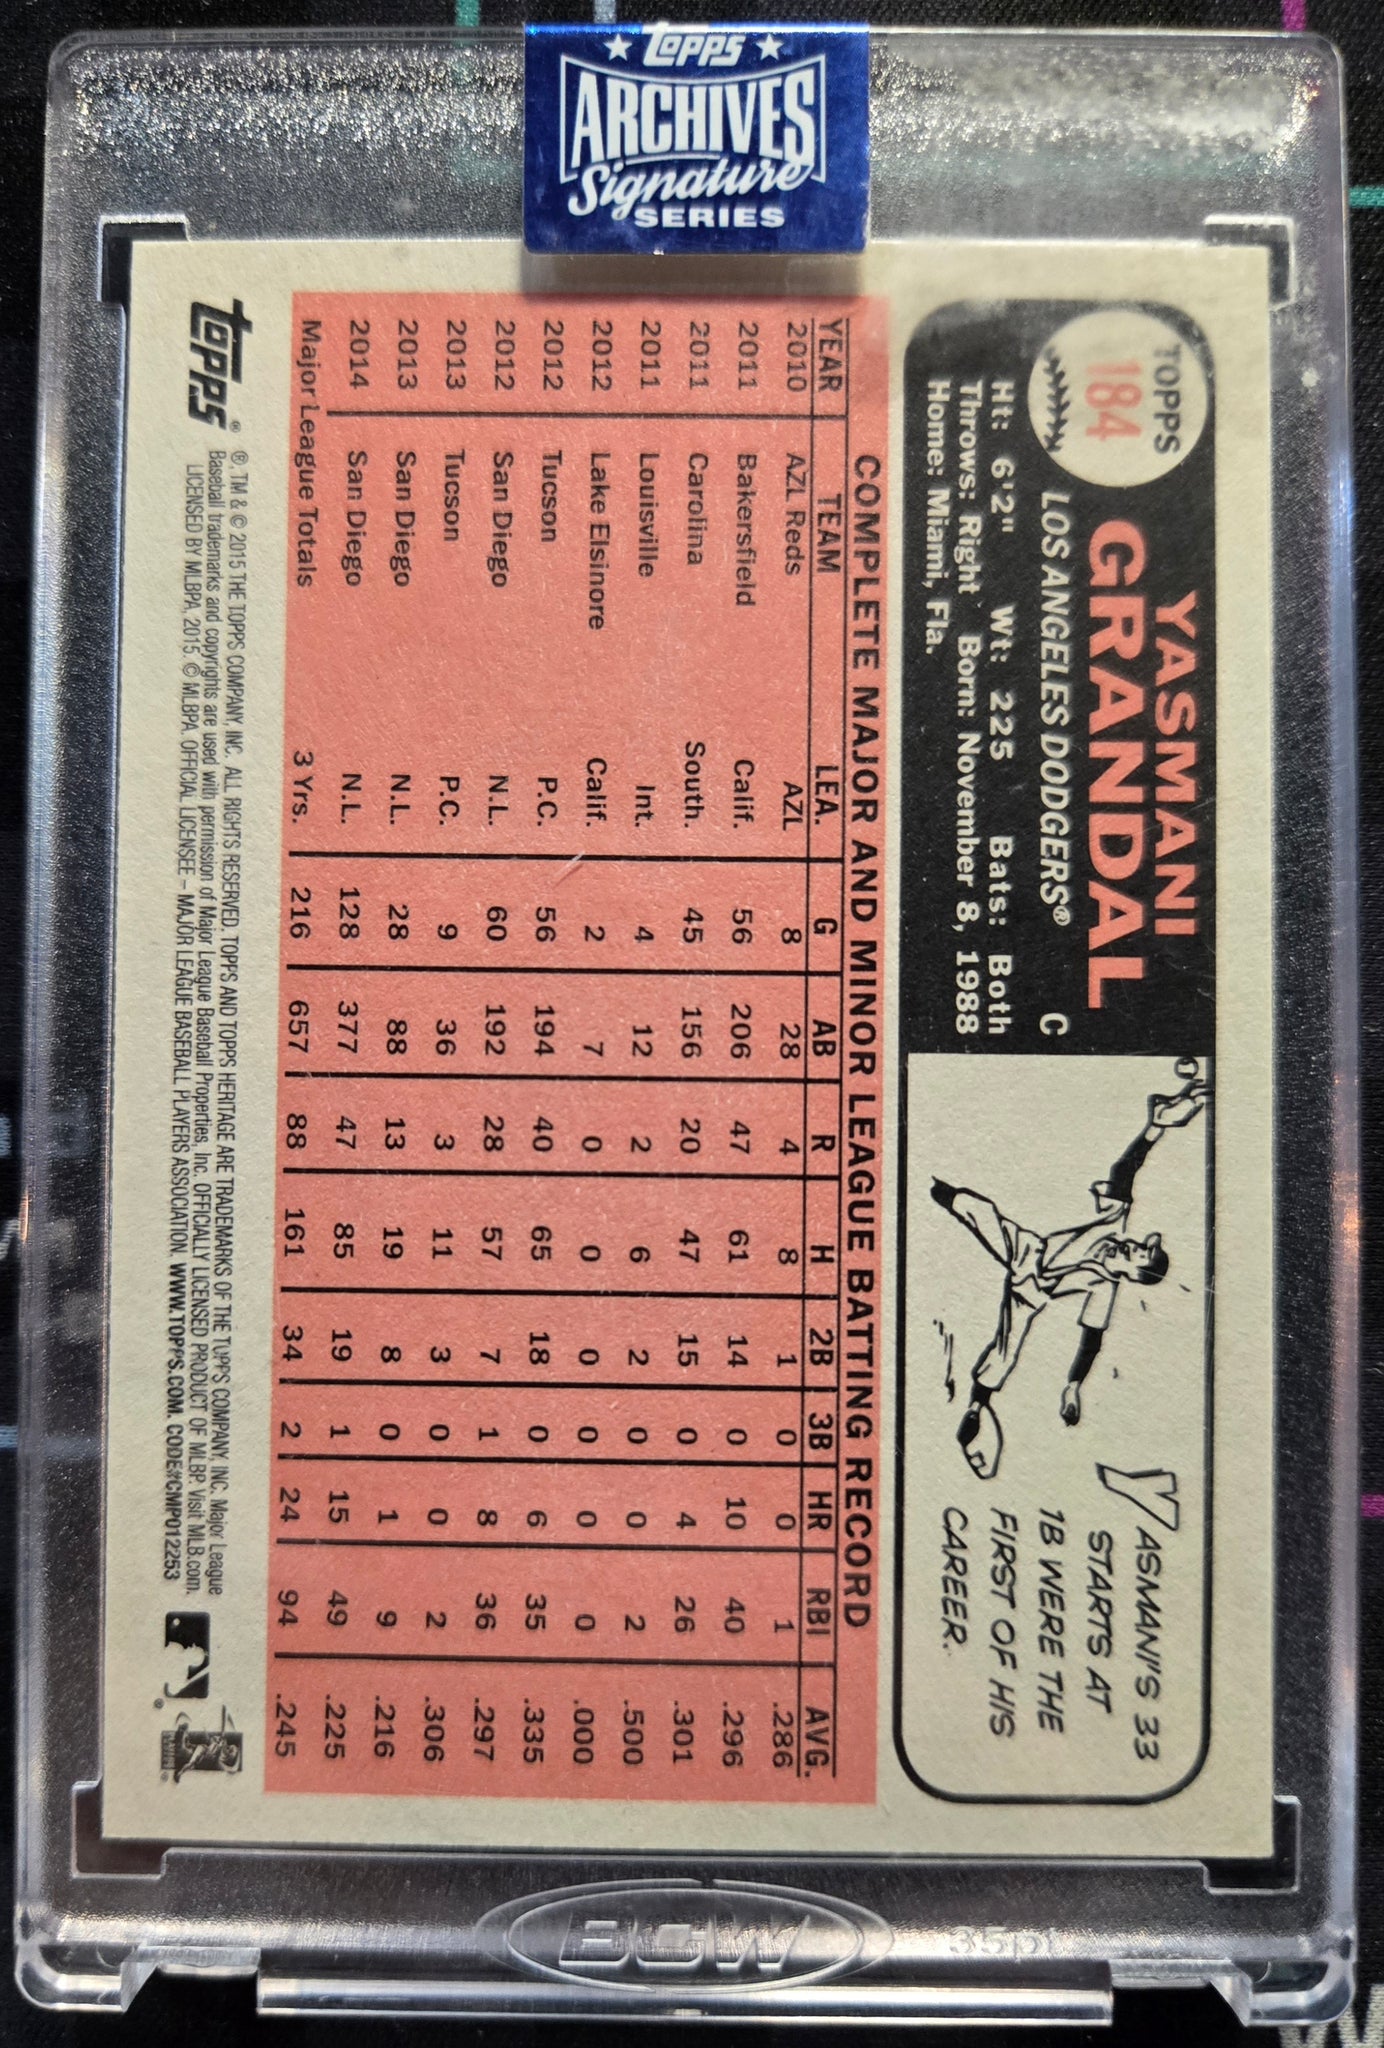 TOPPS
ARCHIVES
Signature
SERIES
TOPPS
184
YASMANI
GRANDAL
LOS ANGELES DODGERS® C
Ht: 6'2" Wt: 225 Bats: Both
Throws: Right Born: November 8, 1988
Home: Miami, Fla.
YASMANI'S 33
STARTS AT
1B WERE THE
FIRST OF HIS
CAREER.
COMPLETE MAJOR AND MINOR LEAGUE BATTING RECORD
YEAR TEAM LEA. G AB R H 2B 3B HR RBI AVG.
2010 AZL Reds AZL 8 28 4 8 1 0 0 1 .286
2011 Bakersfield Calif. 56 206 47 61 14 0 10 40 .296
2011 Carolina South. 45 156 20 47 15 0 4 26 .301
2011 Louisville Int. 4 12 2 6 2 0 0 2 .500
2012 Lake Elsinore Calif. 2 7 0 0 0 0 0 0 .000
2012 Tucson P.C. 56 194 40 65 18 0 6 35 .335
2012 San Diego N.L. 60 192 28 57 7 1 8 36 .297
2013 Tucson P.C. 9 36 3 11 3 0 0 2 .306
2013 San Diego N.L. 28 88 13 19 8 0 1 9 .216
2014 San Diego N.L. 128 377 47 85 19 1 15 49 .225
Major League Totals 3 Yrs. 216 657 88 161 34 2 24 94 .245
TOPPS®
®, TM & © 2015 THE TOPPS COMPANY, INC. ALL RIGHTS RESERVED. TOPPS AND TOPPS HERITAGE ARE TRADEMARKS OF THE TOPPS COMPANY, INC. Major League
Baseball trademarks and copyrights are used with permission of Major League Baseball Properties, Inc. OFFICIALLY LICENSED PRODUCT OF MLBP. Visit MLB.com.
LICENSED BY MLBPA, 2015. © MLBPA. OFFICIAL LICENSEE – MAJOR LEAGUE BASEBALL PLAYERS ASSOCIATION. WWW.TOPPS.COM. CODE#CMP012253
BCW
35pt